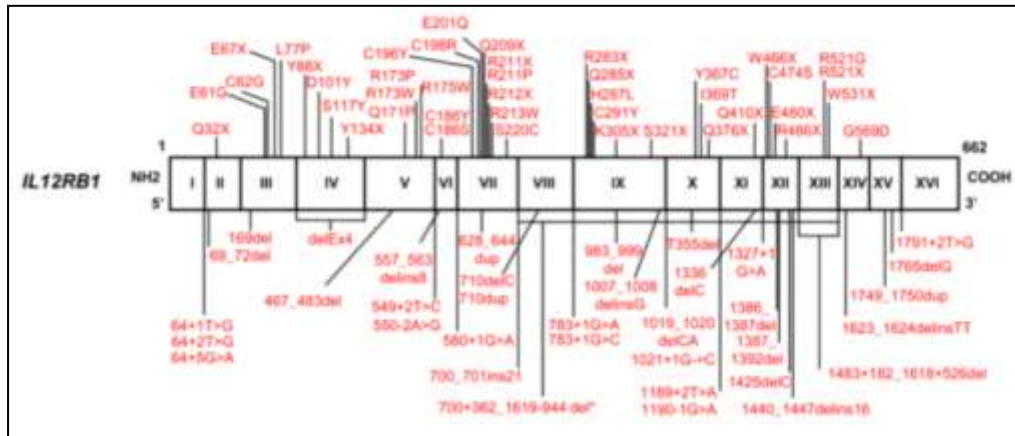 E201Q
E67X
L77P
C196Y
C198R
Q209X
R283X
W466X
R521G
Y88X
R211X
Q285X
C474S
R521X
C62G
D101Y
R173P
R175W
R211P
H287L
Y367C
E61G
S117Y
R173W
R212X
C291Y
I369T
Q410X
E480X
W531X
Q32X
Y134X
Q171P
C186Y
C186S
R213W
S220C
K305X
S321X
Q376X
R486X
G569D
1
662
IL12RB1
NH2
I
II
III
IV
V
VI
VII
VIII
IX
X
XI
XII
XIII
XIV
XV
XVI
COOH
5'
3'
169del
69_72del
delEx4
467_483del
557_563
delins8
549+2T>C
550-2A>G
628_644
dup
710delC
710dup
580+1G>A
983_999
del
1007_1008
delinsG
783+1G>A
783+1G>C
T355del
1336
delC
1019_1020
delCA
1021+1G->C
1327+1
G>A
1386_
1387del
1387_
1392del
1425delC
1791+2T>G
1765delG
1749_1750dup
1623_1624delinsTT
64+1T>G
64+2T>G
64+5G>A
700_701ins21
1189+2T>A
1190-1G>A
1483+182_1618+526del
700+362_1619-944 del*
1440_1447delins16